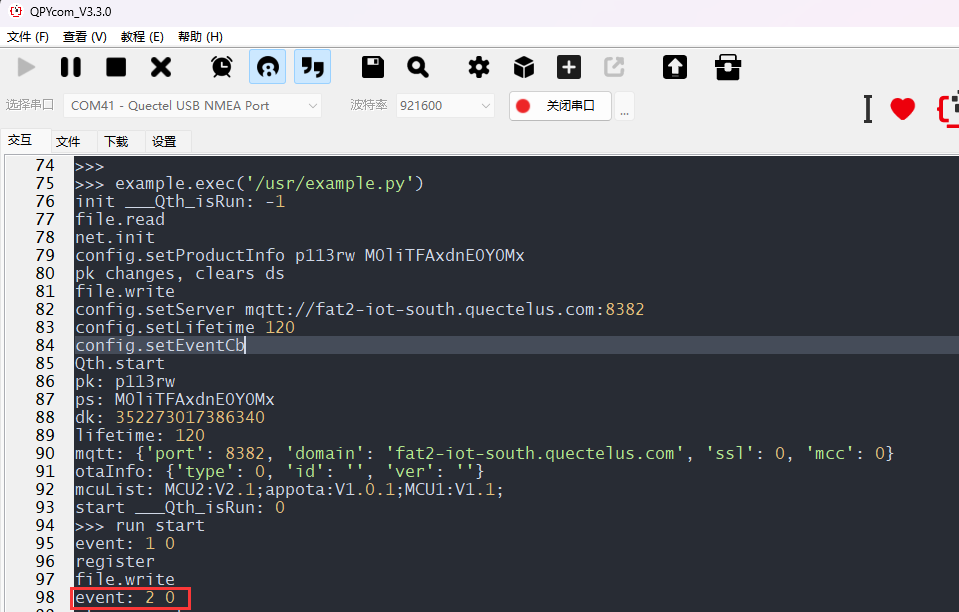 QPYcom_V3.3.0
文件 (F) 查看 (V) 教程 (E) 帮助 (H)
选择串口 COM41 - Quectel USB NMEA Port 波特率 921600 关闭串口 ...
交互 文件 下载 设置
74 >>>
75 >>> example.exec('/usr/example.py')
76 init ___Qth_isRun: -1
77 file.read
78 net.init
79 config.setProductInfo p113rw M0liTFAxdnE0Y0Mx
80 pk changes, clears ds
81 file.write
82 config.setServer mqtt://fat2-iot-south.quectelus.com:8382
83 config.setLifetime 120
84 config.setEventCb
85 Qth.start
86 pk: p113rw
87 ps: M0liTFAxdnE0Y0Mx
88 dk: 352273017386340
89 lifetime: 120
90 mqtt: {'port': 8382, 'domain': 'fat2-iot-south.quectelus.com', 'ssl': 0, 'mcc': 0}
91 otaInfo: {'type': 0, 'id': '', 'ver': ''}
92 mcuList: MCU2:V2.1;appota:V1.0.1;MCU1:V1.1;
93 start ___Qth_isRun: 0
94 >>> run start
95 event: 1 0
96 register
97 file.write
98 event: 2 0